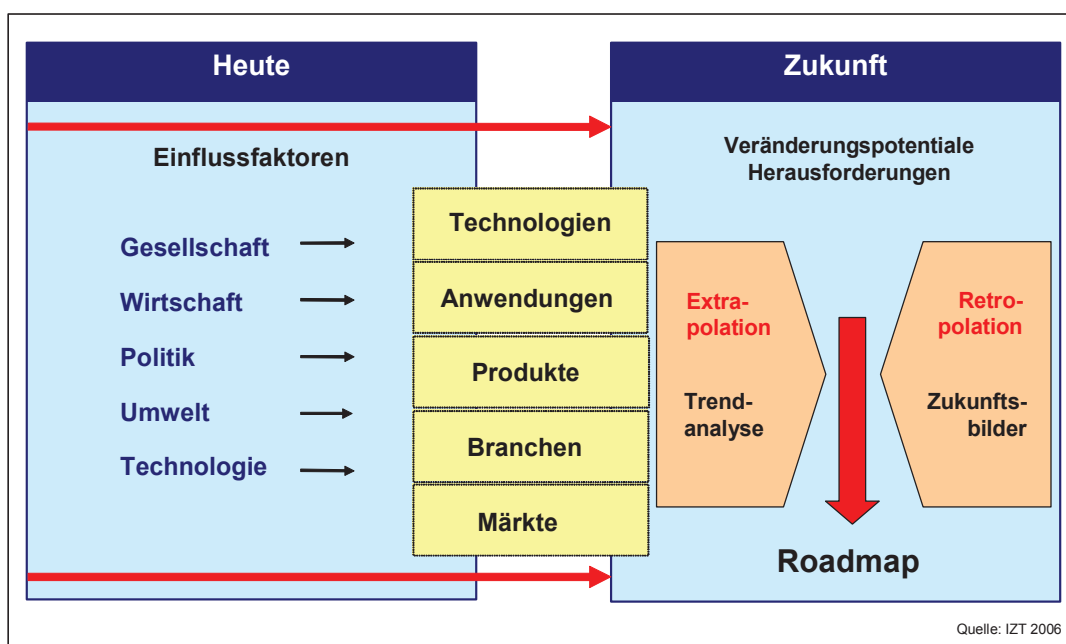 Heute
Zukunft
Einflussfaktoren
Gesellschaft
Wirtschaft
Politik
Umwelt
Technologie
Technologien
Anwendungen
Produkte
Branchen
Märkte
Veränderungspotentiale
Herausforderungen
Extra-
polation
Trend-
analyse
Retro-
polation
Zukunfts-
bilder
Roadmap
Quelle: IZT 2006